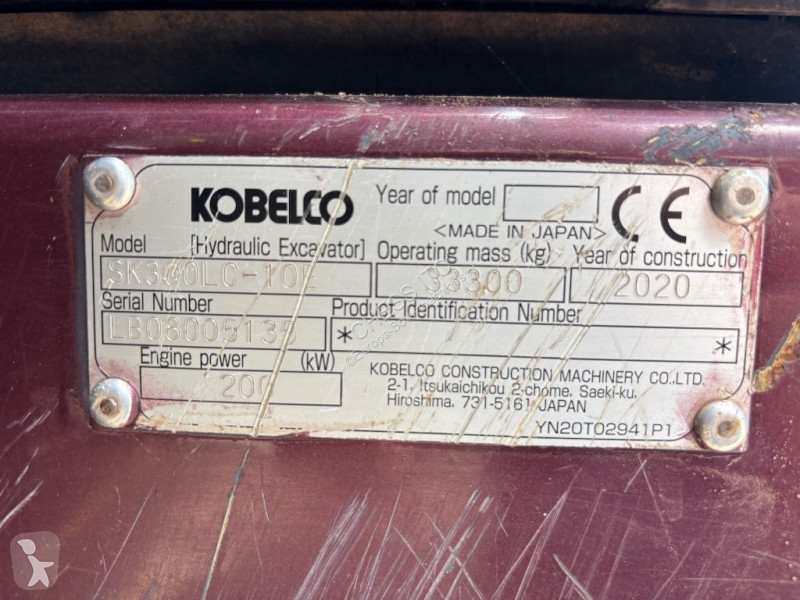 KOBELCO
Year of model
<MADE IN JAPAN>
CE
Model [Hydraulic Excavator] Operating mass (kg) Year of construction
SK300LC-10E 33300 2020
Serial Number Product Identification Number
LB08006135 * *
Engine power (kW)
200
KOBELCO CONSTRUCTION MACHINERY CO.,LTD.
2-1, Itsukaichikou 2-chome, Saeki-ku,
Hiroshima, 731-5161 JAPAN
YN20T02941P1